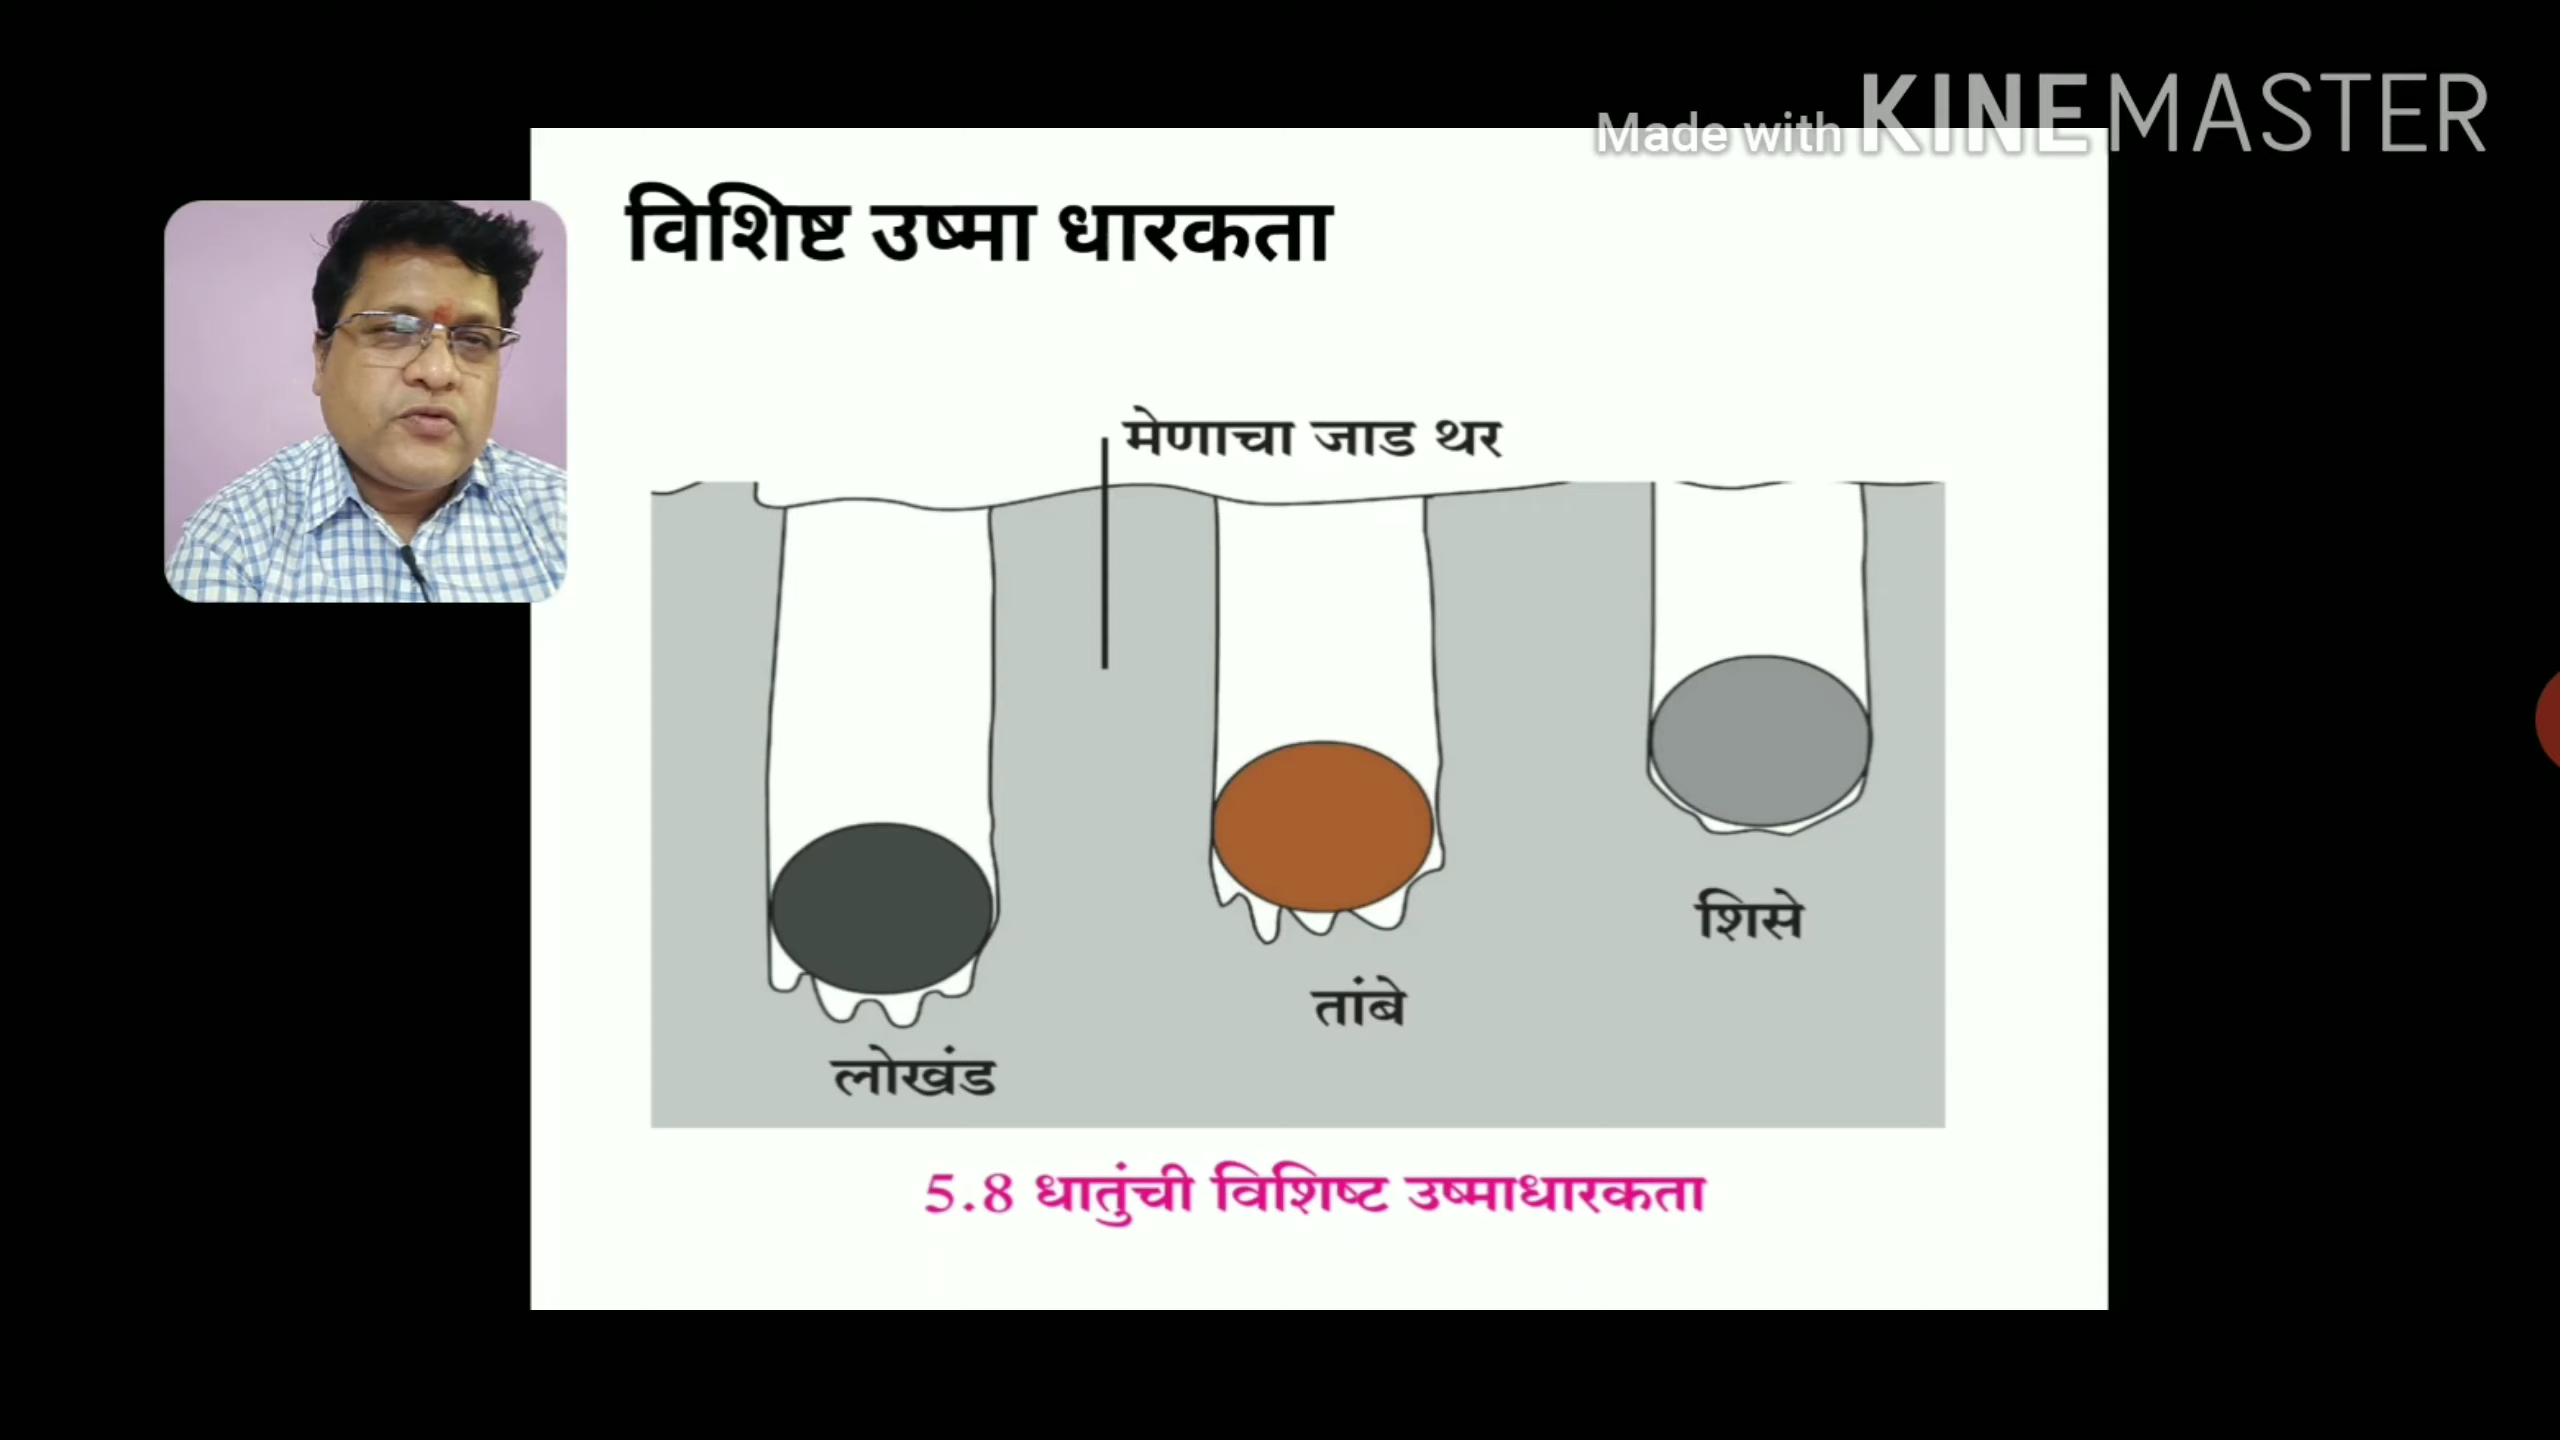 Made with KINEMASTER
विशिष्ट उष्मा धारकता
मेणाचा जाड थर
शिसे
तांबे
लोखंड
5.8 धातुंची विशिष्ट उष्माधारकता